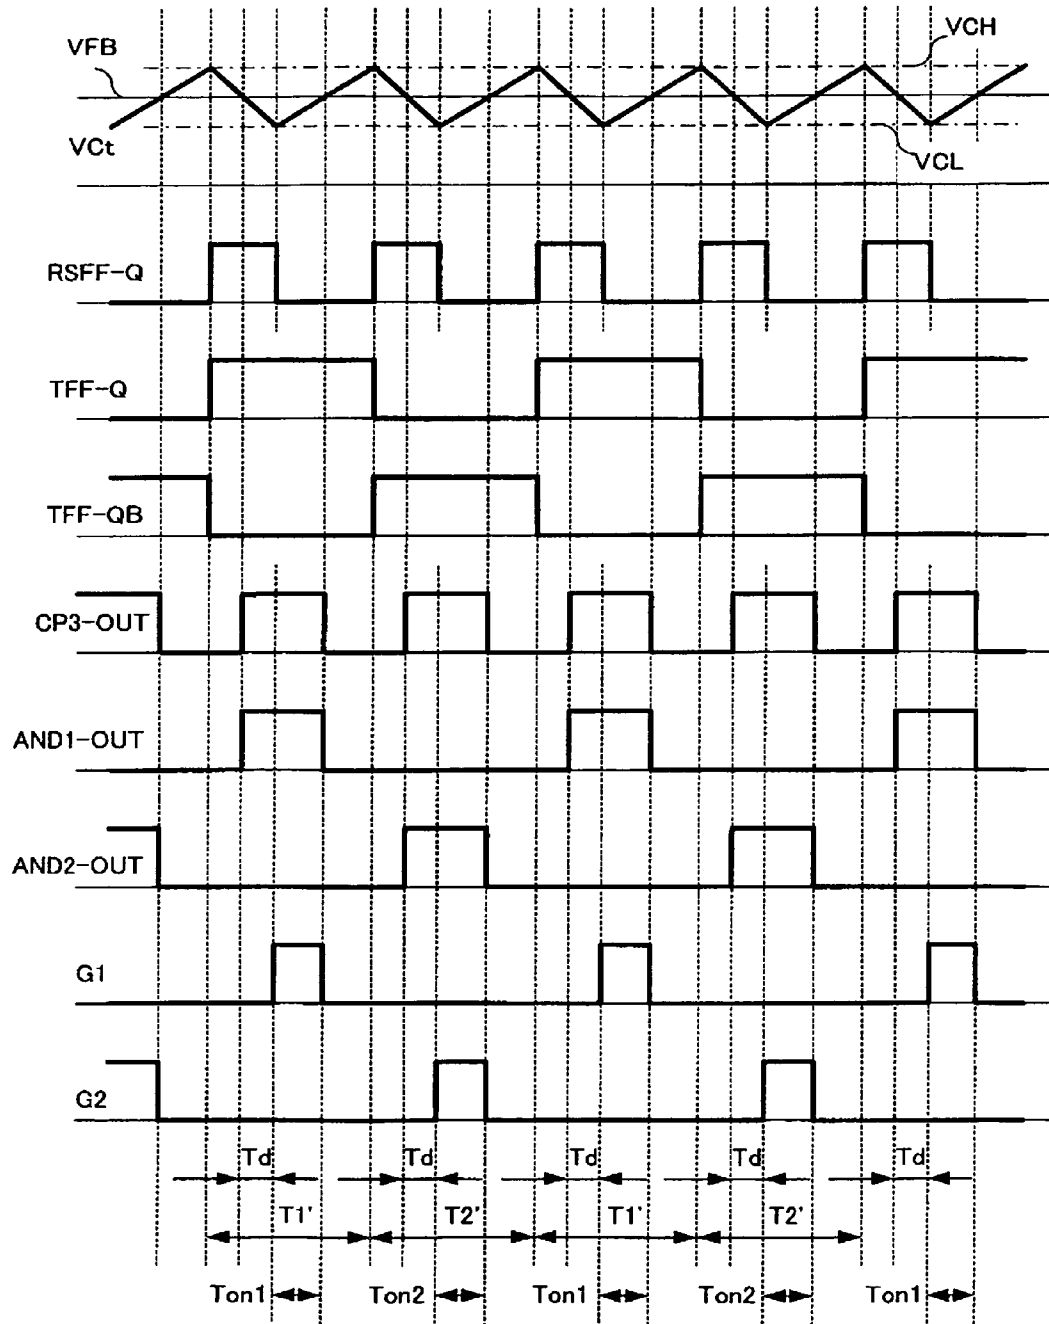 VFB
VCH
VCt
VCL
RSFF-Q
TFF-Q
TFF-QB
CP3-OUT
AND1-OUT
AND2-OUT
G1
G2
Td Td Td Td Td
T1' T2' T1' T2'
Ton1 Ton2 Ton1 Ton2 Ton1